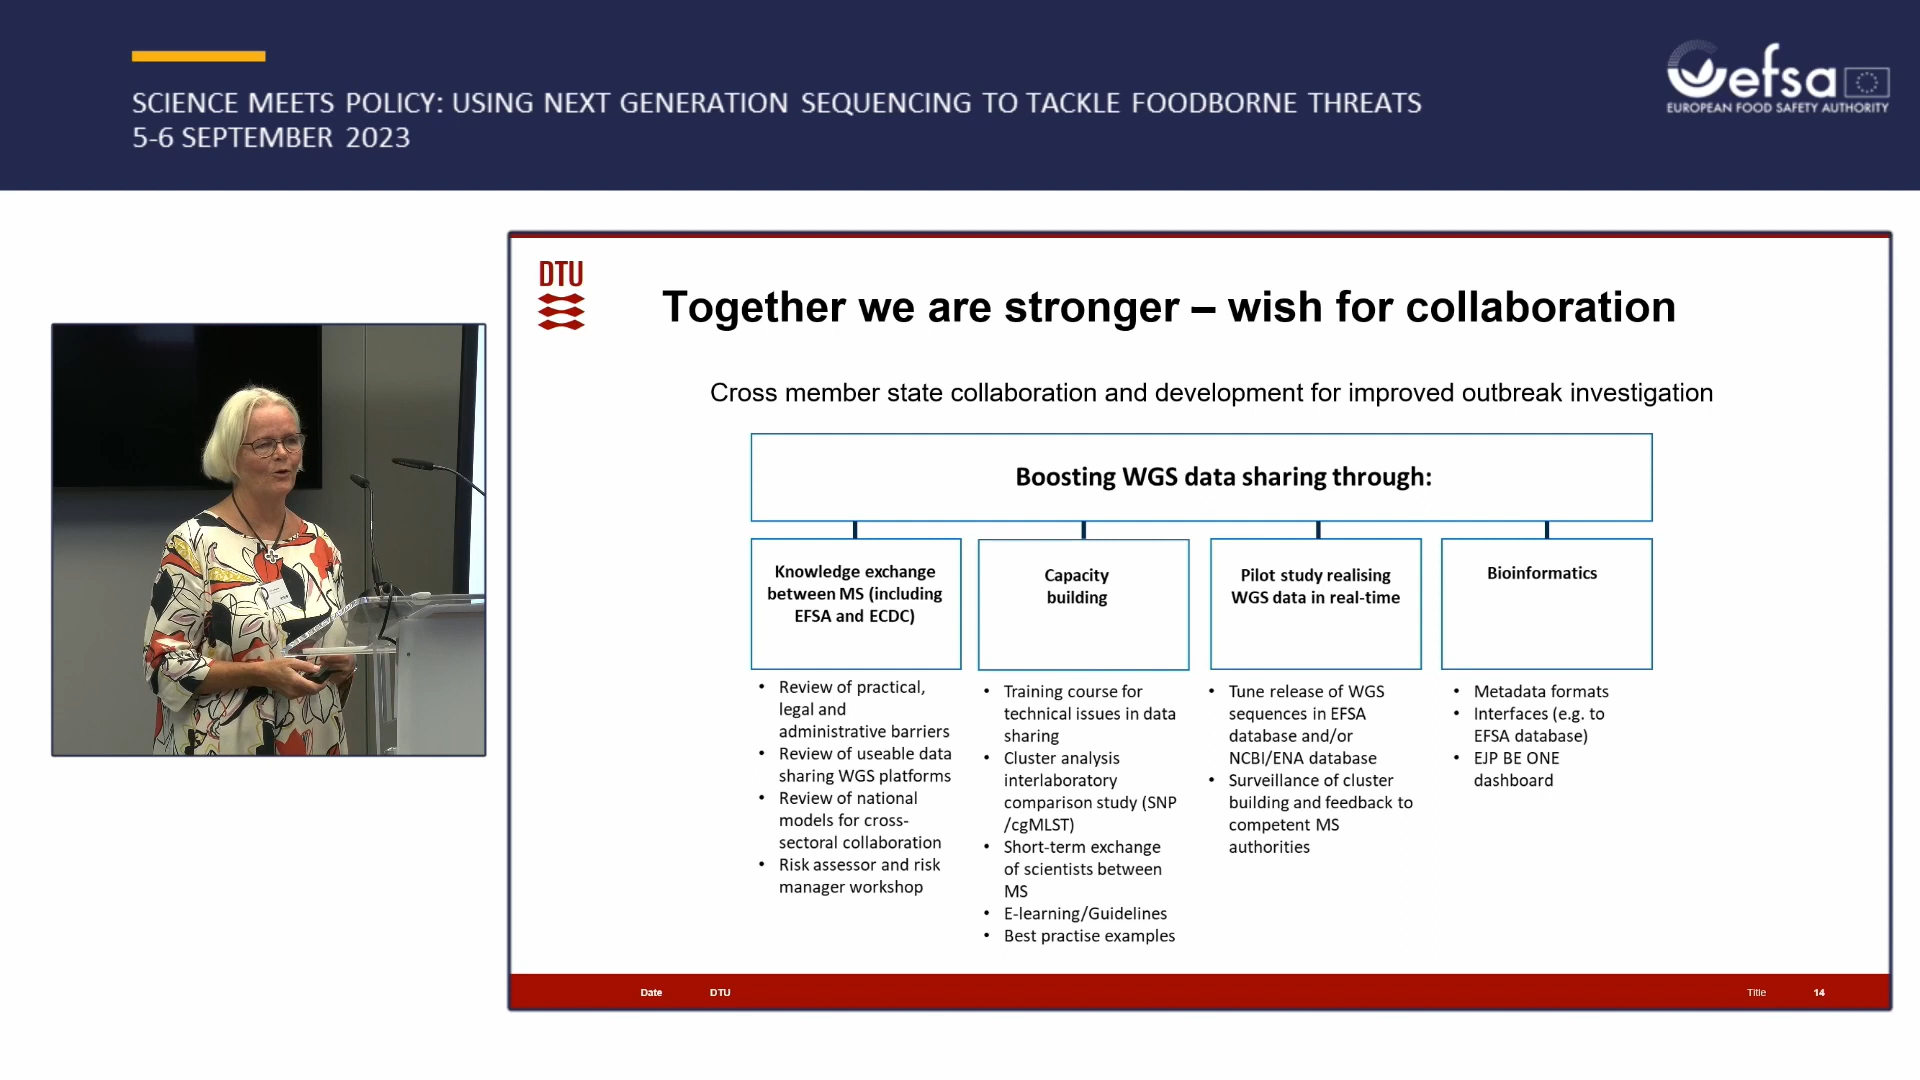 SCIENCE MEETS POLICY: USING NEXT GENERATION SEQUENCING TO TACKLE FOODBORNE THREATS
5-6 SEPTEMBER 2023
efsa
EUROPEAN FOOD SAFETY AUTHORITY
DTU
Together we are stronger – wish for collaboration
Cross member state collaboration and development for improved outbreak investigation
Boosting WGS data sharing through:
Knowledge exchange
between MS (including
EFSA and ECDC)
• Review of practical,
legal and
administrative barriers
• Review of useable data
sharing WGS platforms
• Review of national
models for cross-
sectoral collaboration
• Risk assessor and risk
manager workshop
Capacity
building
• Training course for
technical issues in data
sharing
• Cluster analysis
interlaboratory
comparison study (SNP
/cgMLST)
• Short-term exchange
of scientists between
MS
• E-learning/Guidelines
• Best practise examples
Pilot study realising
WGS data in real-time
• Tune release of WGS
sequences in EFSA
database and/or
NCBI/ENA database
• Surveillance of cluster
building and feedback to
competent MS
authorities
Bioinformatics
• Metadata formats
• Interfaces (e.g. to
EFSA database)
• EJP BE ONE
dashboard
Date DTU Title 14